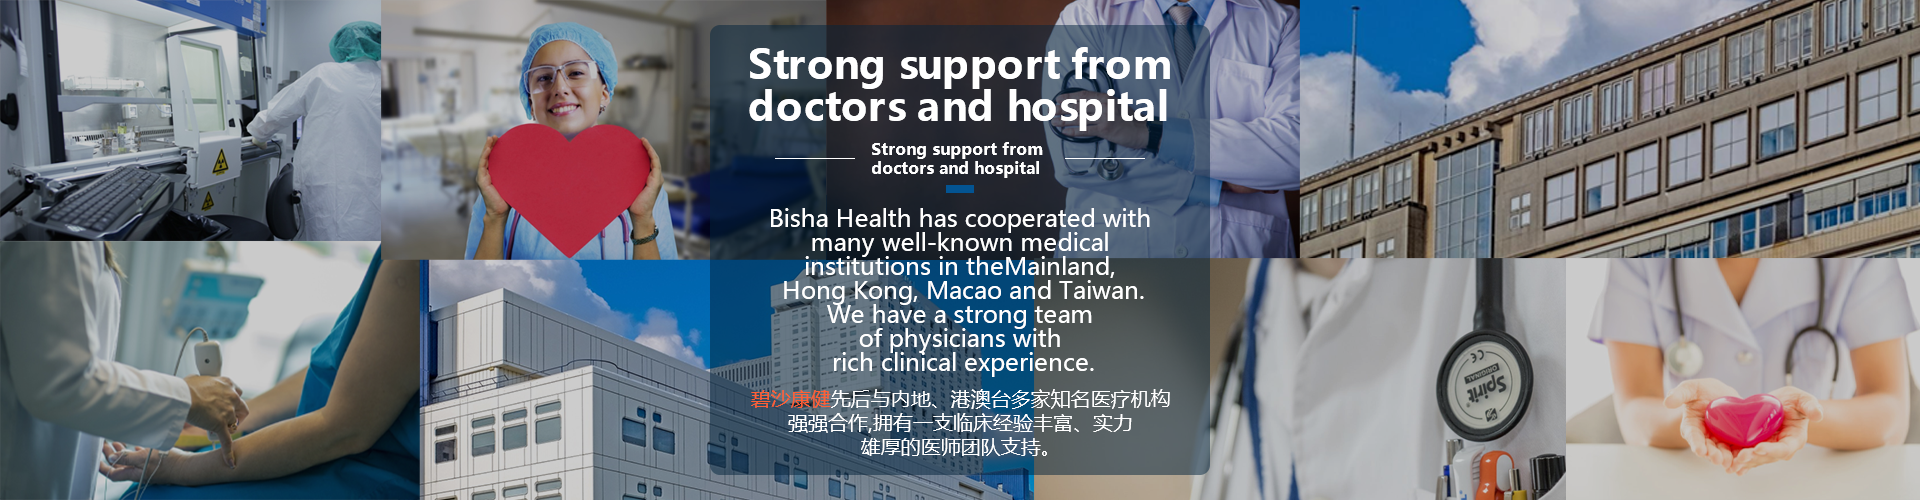 Strong support from
doctors and hospital
Strong support from
doctors and hospital
Bisha Health has cooperated with
many well-known medical
institutions in theMainland,
Hong Kong, Macao and Taiwan.
We have a strong team
of physicians with
rich clinical experience.
碧沙康健先后与内地、港澳台多家知名医疗机构
强强合作,拥有一支临床经验丰富、实力
雄厚的医师团队支持。
Spirit
ORIGINAL
CE